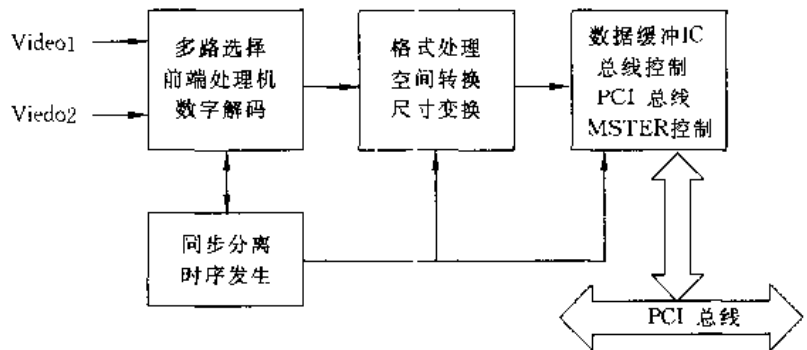 Video1
Viedo2
多路选择
前端处理机
数字解码
格式处理
空间转换
尺寸变换
数据缓冲IC
总线控制
PCI 总线
MSTER控制
同步分离
时序发生
PCI 总线